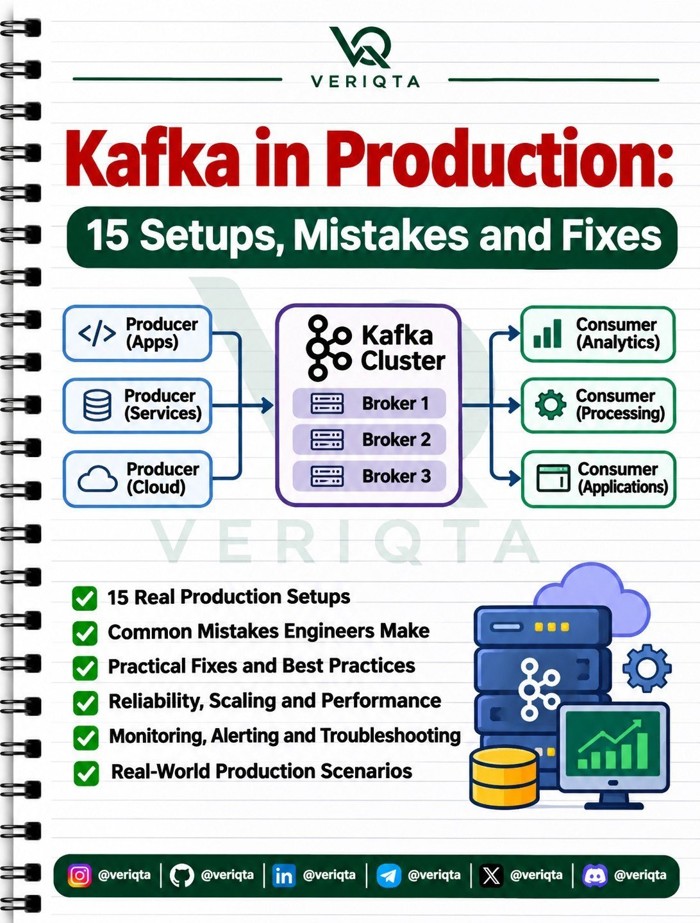 VERIQTA
Kafka in Production:
15 Setups, Mistakes and Fixes
</> Producer
(Apps)
Producer
(Services)
Producer
(Cloud)
Kafka
Cluster
Broker 1
Broker 2
Broker 3
Consumer
(Analytics)
Consumer
(Processing)
Consumer
(Applications)
VERIQTA
15 Real Production Setups
Common Mistakes Engineers Make
Practical Fixes and Best Practices
Reliability, Scaling and Performance
Monitoring, Alerting and Troubleshooting
Real-World Production Scenarios
@veriqta | @veriqta | @veriqta | @veriqta | @veriqta | @veriqta